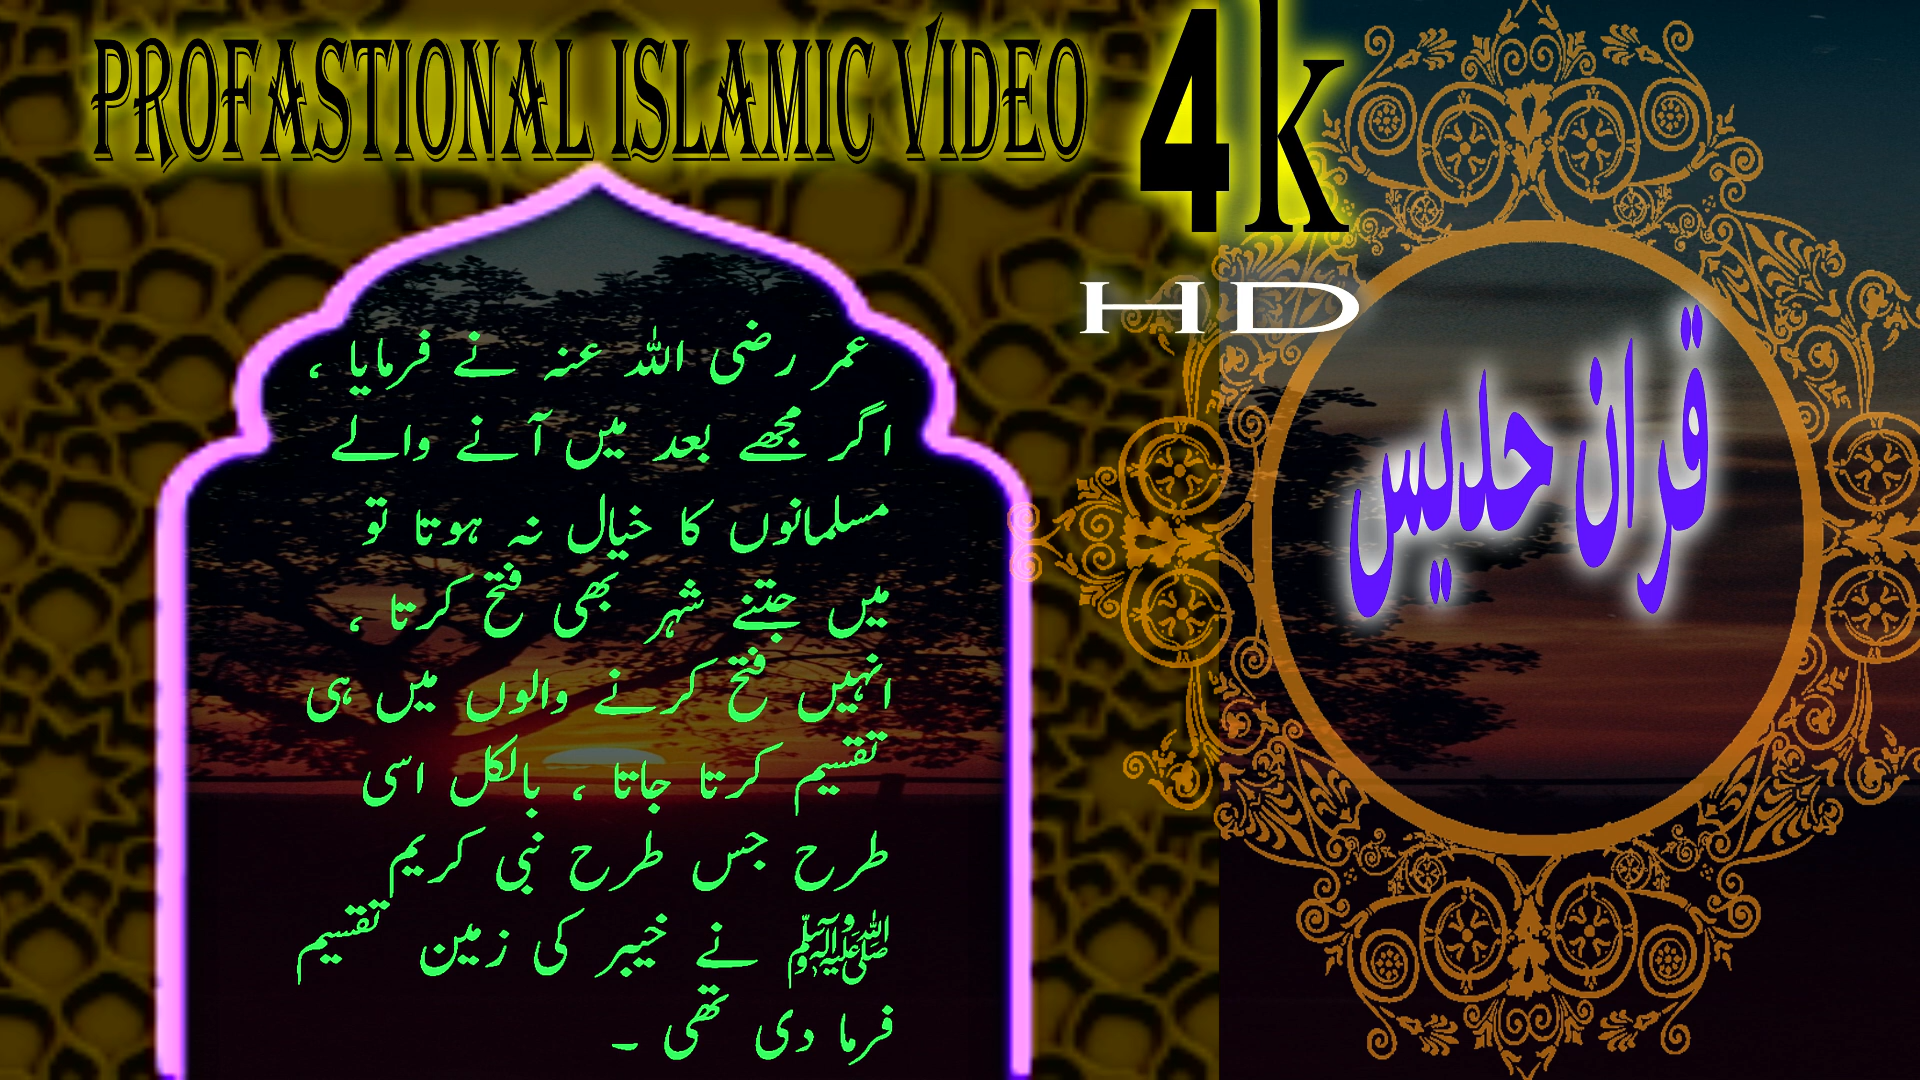 PROFASTIONAL ISLAMIC VIDEO
4k
HD
عمر رضی اللہ عنہ نے فرمایا ،
اگر مجھے بعد میں آنے والے
مسلمانوں کا خیال نہ ہوتا تو
میں جتنے شہر بھی فتح کرتا ،
انہیں فتح کرنے والوں میں ہی
تقسیم کرتا جاتا ، بالکل اسی
طرح جس طرح نبی کریم
ﷺ نے خیبر کی زمین تقسیم
فرما دی تھی ۔
قران حدیس